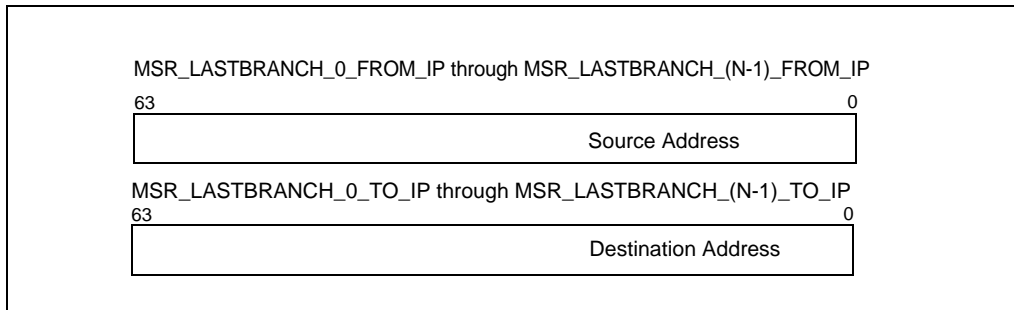 MSR_LASTBRANCH_0_FROM_IP through MSR_LASTBRANCH_(N-1)_FROM_IP
63 0
Source Address
MSR_LASTBRANCH_0_TO_IP through MSR_LASTBRANCH_(N-1)_TO_IP
63 0
Destination Address